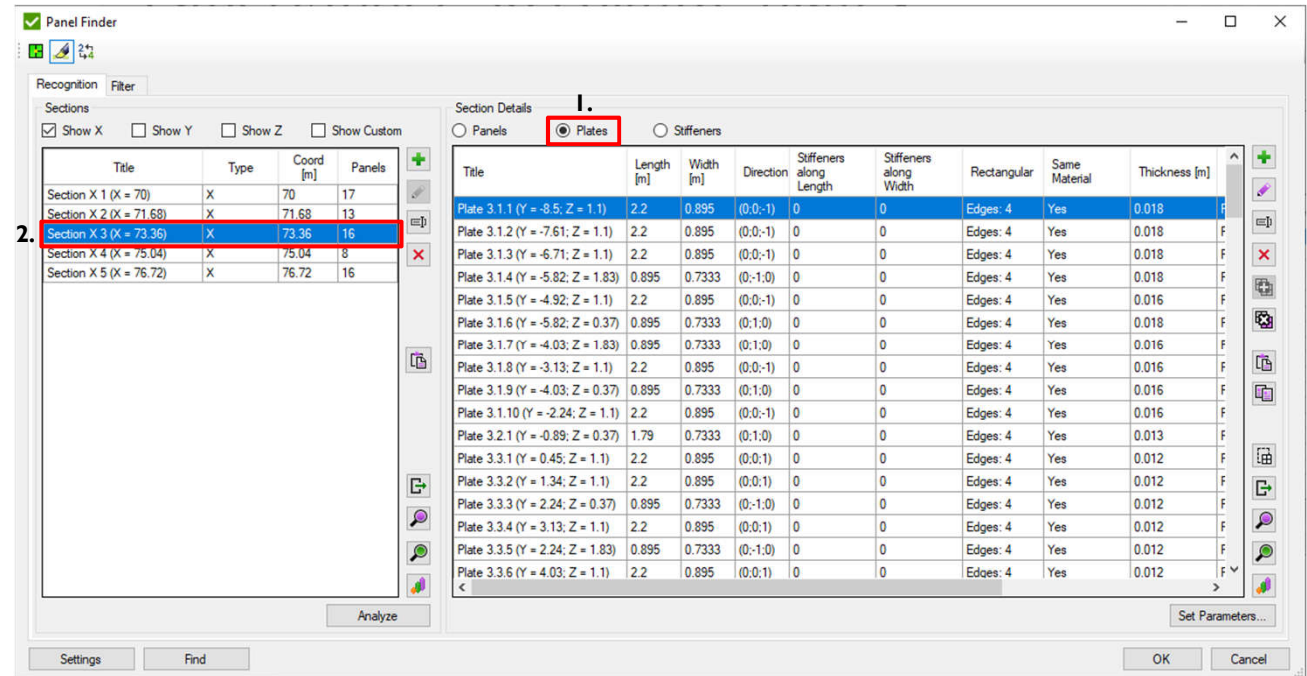 Panel Finder
Recognition Filter
Sections
Show X Show Y Show Z Show Custom
Title Type Coord [m] Panels
Section X 1 (X = 70) X 70 17
Section X 2 (X = 71.68) X 71.68 13
2. Section X 3 (X = 73.36) X 73.36 16
Section X 4 (X = 75.04) X 75.04 8
Section X 5 (X = 76.72) X 76.72 16
Analyze
Section Details
1.
Panels Plates Stiffeners
Title Length [m] Width [m] Direction Stiffeners along Length Stiffeners along Width Rectangular Same Material Thickness [m]
Plate 3.1.1 (Y = -8.5; Z = 1.1) 2.2 0.895 (0;0;-1) 0 0 Edges: 4 Yes 0.018 F
Plate 3.1.2 (Y = -7.61; Z = 1.1) 2.2 0.895 (0;0;-1) 0 0 Edges: 4 Yes 0.018 F
Plate 3.1.3 (Y = -6.71; Z = 1.1) 2.2 0.895 (0;0;-1) 0 0 Edges: 4 Yes 0.018 F
Plate 3.1.4 (Y = -5.82; Z = 1.83) 0.895 0.7333 (0;-1;0) 0 0 Edges: 4 Yes 0.018 F
Plate 3.1.5 (Y = -4.92; Z = 1.1) 2.2 0.895 (0;0;-1) 0 0 Edges: 4 Yes 0.016 F
Plate 3.1.6 (Y = -5.82; Z = 0.37) 0.895 0.7333 (0;1;0) 0 0 Edges: 4 Yes 0.018 F
Plate 3.1.7 (Y = -4.03; Z = 1.83) 0.895 0.7333 (0;1;0) 0 0 Edges: 4 Yes 0.016 F
Plate 3.1.8 (Y = -3.13; Z = 1.1) 2.2 0.895 (0;0;-1) 0 0 Edges: 4 Yes 0.016 F
Plate 3.1.9 (Y = -4.03; Z = 0.37) 0.895 0.7333 (0;1;0) 0 0 Edges: 4 Yes 0.016 F
Plate 3.1.10 (Y = -2.24; Z = 1.1) 2.2 0.895 (0;0;-1) 0 0 Edges: 4 Yes 0.016 F
Plate 3.2.1 (Y = -0.89; Z = 0.37) 1.79 0.7333 (0;1;0) 0 0 Edges: 4 Yes 0.013 F
Plate 3.3.1 (Y = 0.45; Z = 1.1) 2.2 0.895 (0;0;1) 0 0 Edges: 4 Yes 0.012 F
Plate 3.3.2 (Y = 1.34; Z = 1.1) 2.2 0.895 (0;0;1) 0 0 Edges: 4 Yes 0.012 F
Plate 3.3.3 (Y = 2.24; Z = 0.37) 0.895 0.7333 (0;-1;0) 0 0 Edges: 4 Yes 0.012 F
Plate 3.3.4 (Y = 3.13; Z = 1.1) 2.2 0.895 (0;0;1) 0 0 Edges: 4 Yes 0.012 F
Plate 3.3.5 (Y = 2.24; Z = 1.83) 0.895 0.7333 (0;-1;0) 0 0 Edges: 4 Yes 0.012 F
Plate 3.3.6 (Y = 4.03; Z = 1.1) 2.2 0.895 (0;0;1) 0 0 Edges: 4 Yes 0.012 F
Set Parameters...
Settings Find OK Cancel